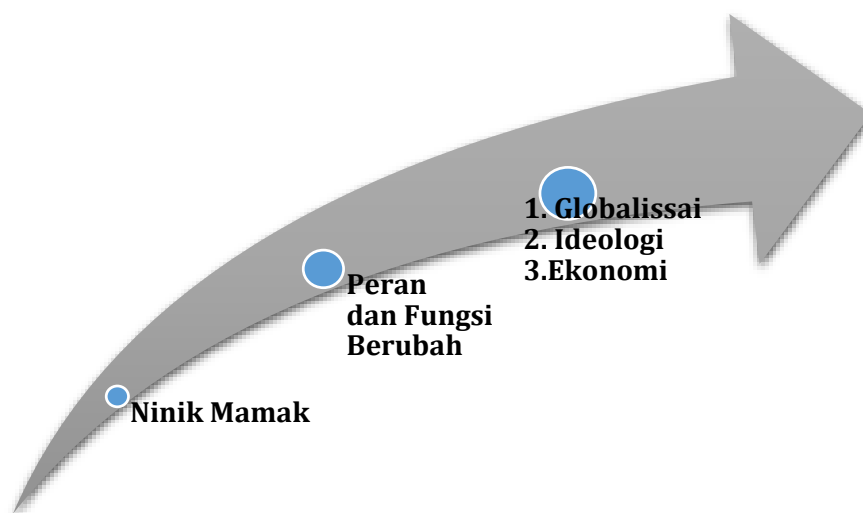 1. Globalissai
2. Ideologi
3.Ekonomi
Peran
dan Fungsi
Berubah
Ninik Mamak